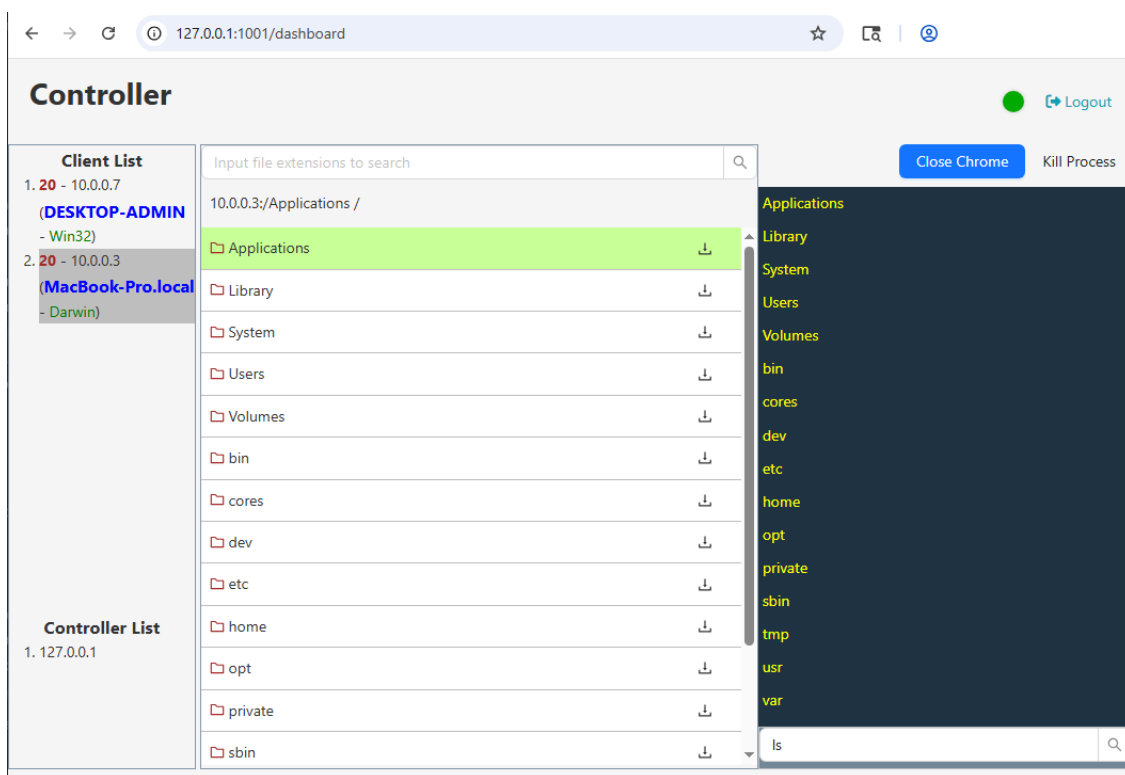 127.0.0.1:1001/dashboard
Controller
Logout
Client List
1. 20 - 10.0.0.7
(DESKTOP-ADMIN
- Win32)
2. 20 - 10.0.0.3
(MacBook-Pro.local
- Darwin)
Controller List
1. 127.0.0.1
Input file extensions to search
10.0.0.3:/Applications /
Applications
Library
System
Users
Volumes
bin
cores
dev
etc
home
opt
private
sbin
Close Chrome
Kill Process
Applications
Library
System
Users
Volumes
bin
cores
dev
etc
home
opt
private
sbin
tmp
usr
var
ls